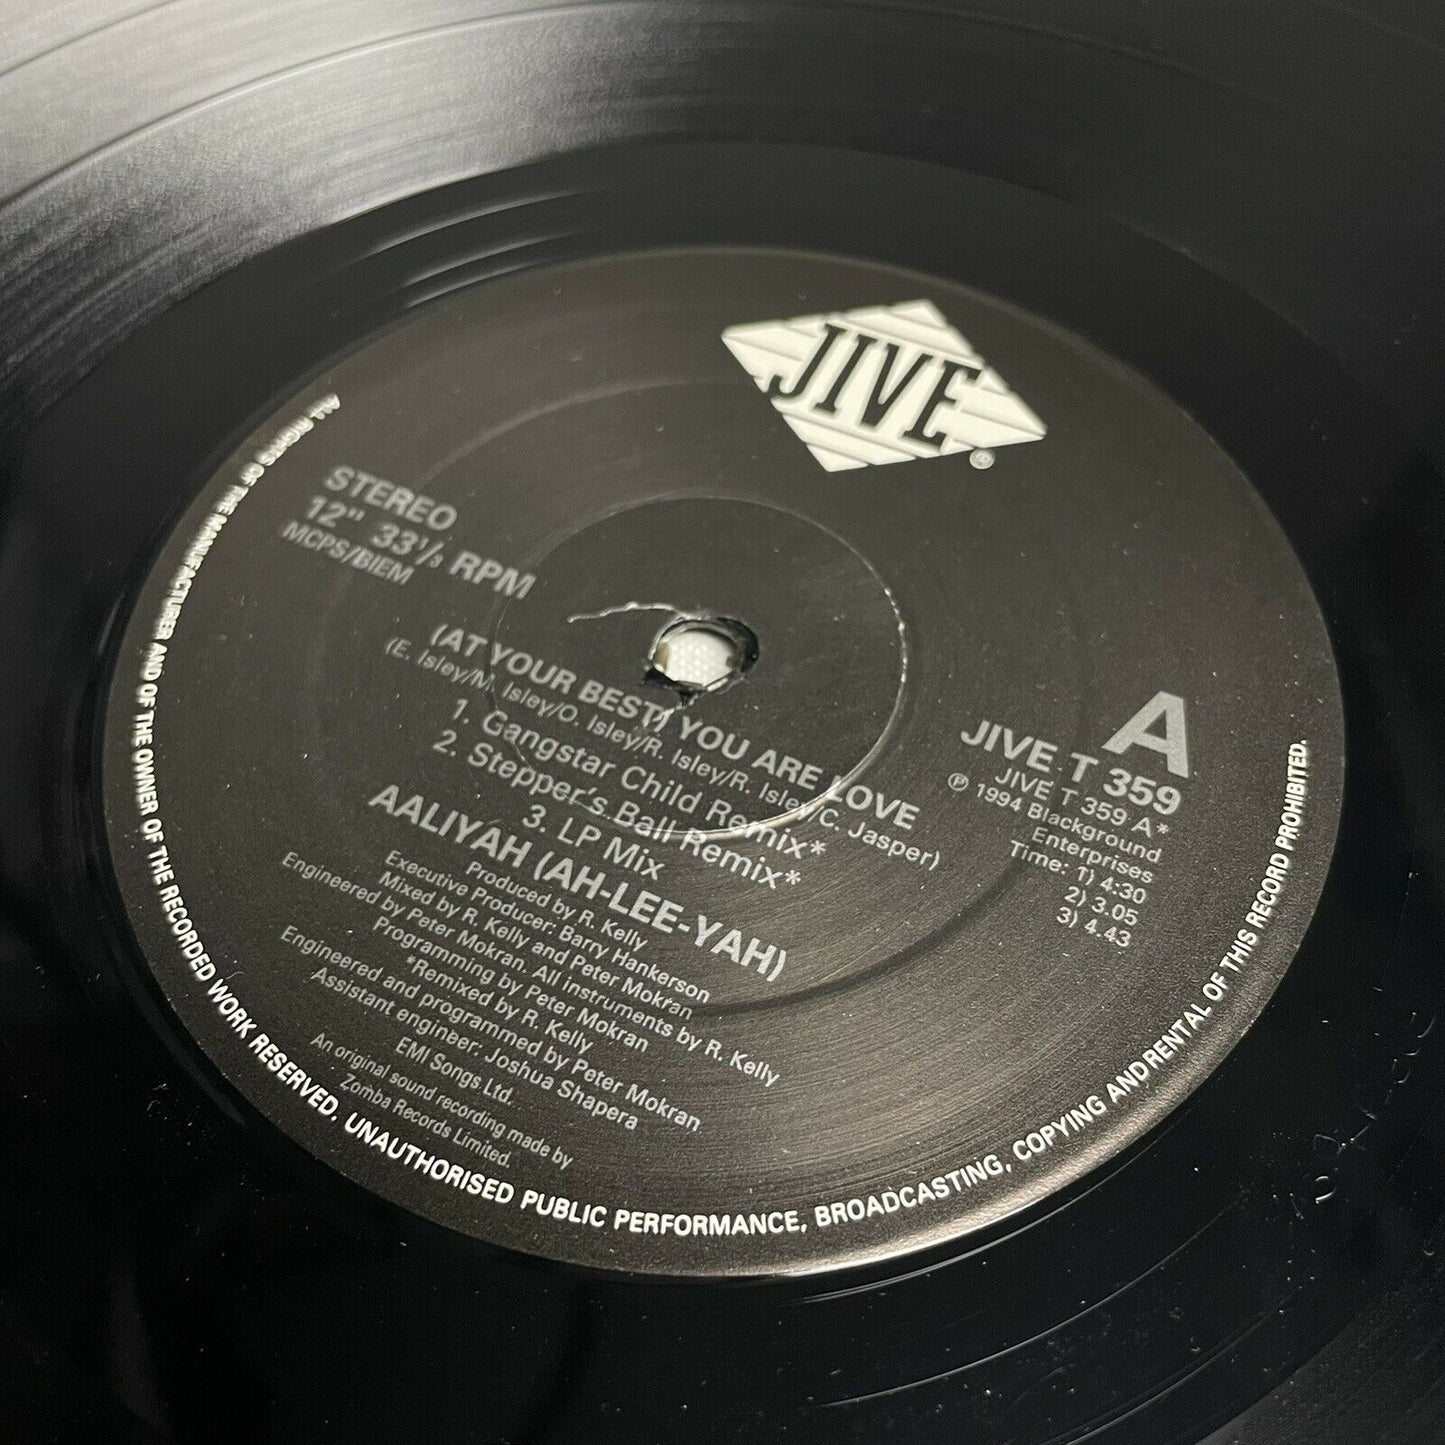 JIVE
®
STEREO
12" 33⅓ RPM
MCPS/BIEM
(AT YOUR BEST) YOU ARE LOVE
(E. Isley/M. Isley/O. Isley/R. Isley/R. Isley/C. Jasper)
1. Gangstar Child Remix*
2. Stepper's Ball Remix*
3. LP Mix
AALIYAH (AH-LEE-YAH)
Produced by R. Kelly
Executive Producer: Barry Hankerson
Mixed by R. Kelly and Peter Mokran
Engineered by Peter Mokran. All instruments by R. Kelly
Programming by Peter Mokran
*Remixed by R. Kelly
Engineered and programmed by Peter Mokran
Assistant engineer: Joshua Shapera
EMI Songs Ltd.
An original sound recording made by
Zomba Records Limited.
A
JIVE T 359
JIVE T 359 A*
℗ 1994 Blackground
Enterprises
Time: 1) 4:30
2) 3.05
3) 4.43
ALL RIGHTS OF THE MANUFACTURER AND OF THE OWNER OF THE RECORDED WORK RESERVED. UNAUTHORISED PUBLIC PERFORMANCE, BROADCASTING, COPYING AND RENTAL OF THIS RECORD PROHIBITED.